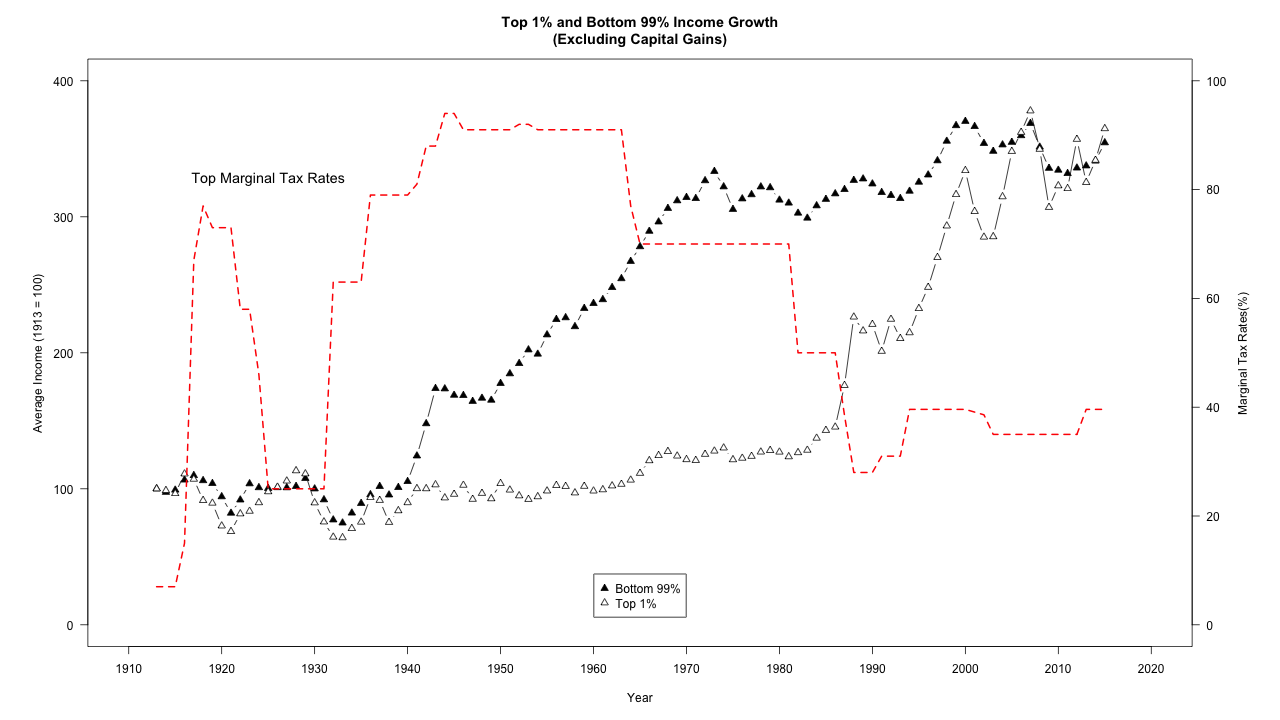 Top 1% and Bottom 99% Income Growth
(Excluding Capital Gains)
400
300
200
100
0
Average Income (1913 = 100)
Top Marginal Tax Rates
Bottom 99%
Top 1%
100
80
60
40
20
0
Marginal Tax Rates(%)
1910
1920
1930
1940
1950
1960
1970
1980
1990
2000
2010
2020
Year